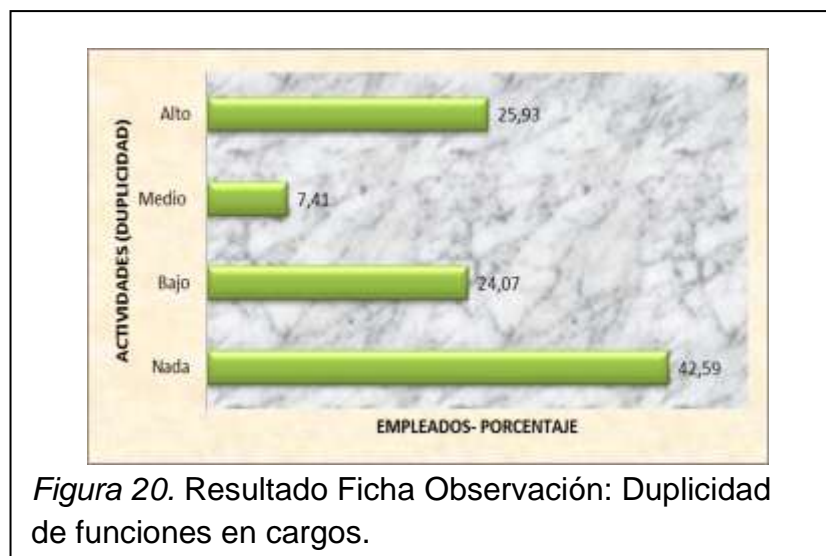 ACTIVIDADES (DUPLICIDAD)
Alto
25,93
Medio
7,41
Bajo
24,07
Nada
42,59
EMPLEADOS- PORCENTAJE
Figura 20. Resultado Ficha Observación: Duplicidad
de funciones en cargos.